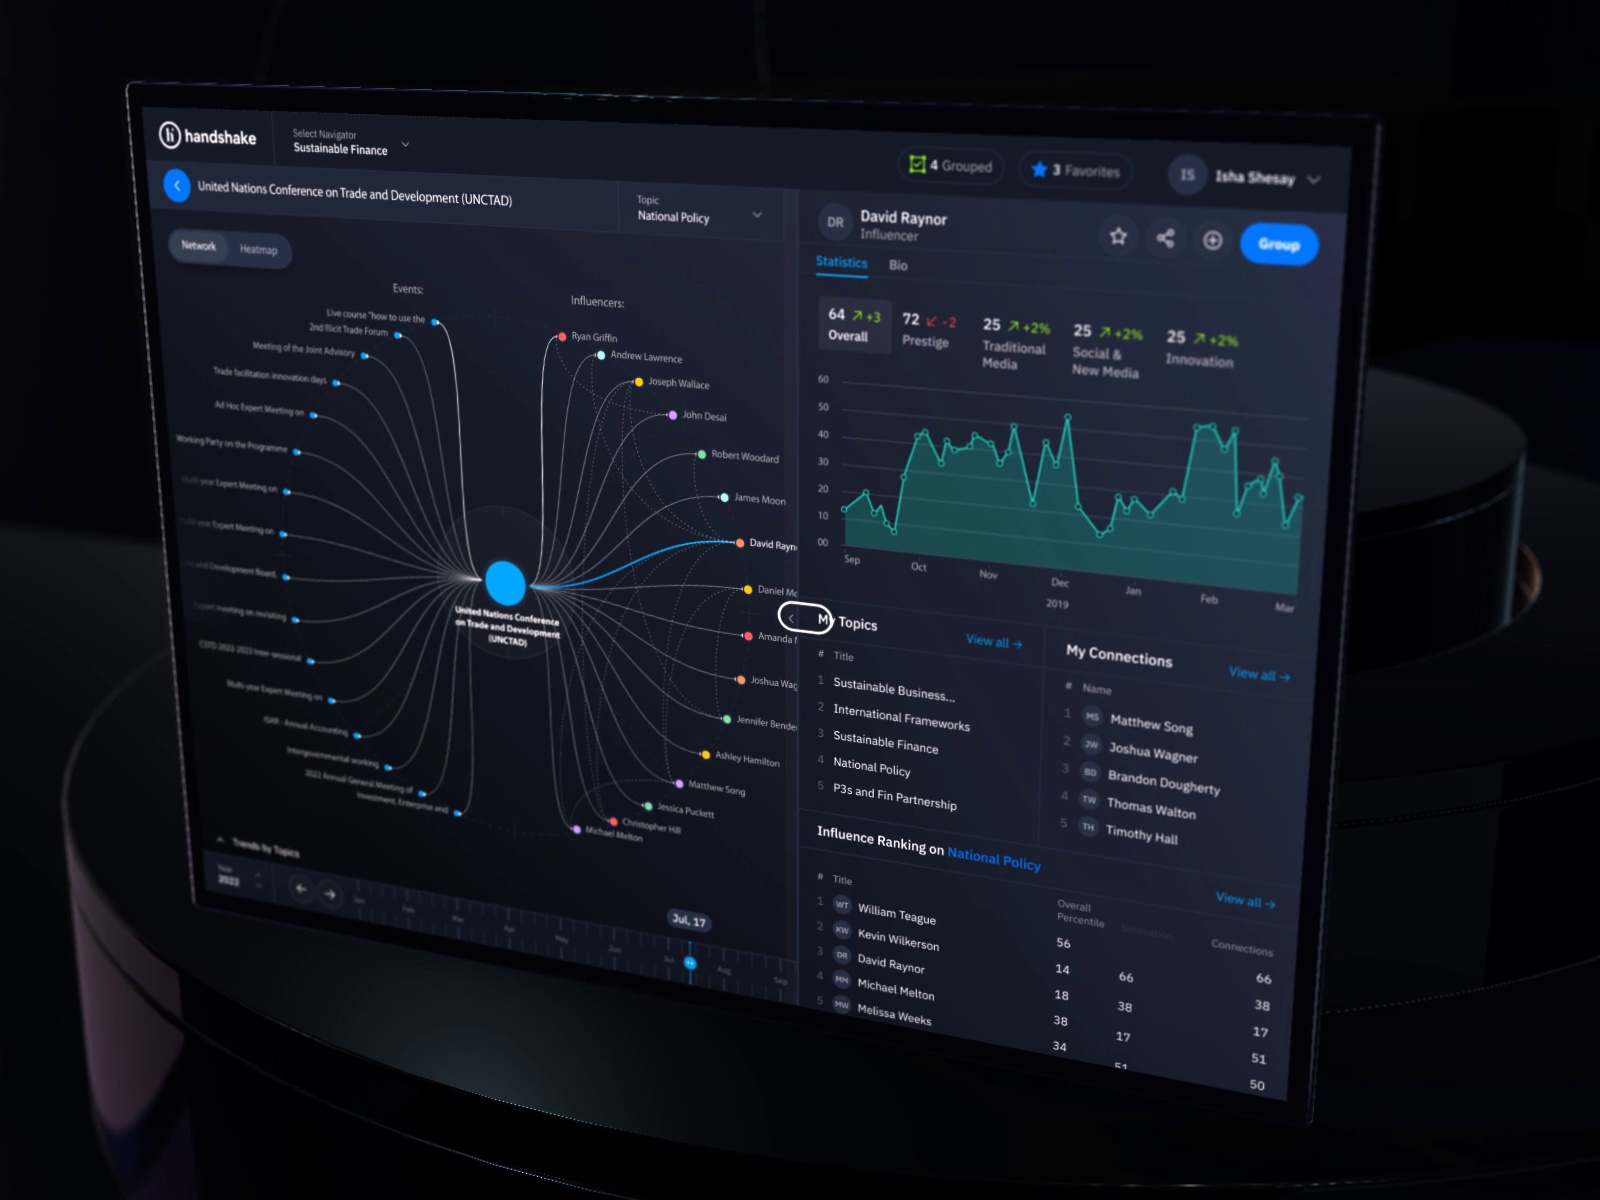 handshake
Select Navigator
Sustainable Finance
4 Grouped
3 Favorites
IS
Isha Shesay
United Nations Conference on Trade and Development (UNCTAD)
Topic
National Policy
Network
Heatmap
Events:
Live course "how to use the
2nd Illicit Trade Forum
Meeting of the Joint Advisory
Trade facilitation innovation days
Ad Hoc Expert Meeting on
Working Party on the Programme
Multi-year Expert Meeting on
Multi-year Expert Meeting on
and Development Board,
Expert meeting on revisiting
CSTD 2022-2023 Inter-sessional
Multi-year Expert Meeting on
ISAR - Annual Accounting
Intergovernmental working
2022 Annual General Meeting of
Investment, Enterprise and
United Nations Conference
on Trade and Development
(UNCTAD)
Influencers:
Ryan Griffin
Andrew Lawrence
Joseph Wallace
John Desai
Robert Woodard
James Moon
David Rayn
Daniel Mc
Amanda
Joshua Wag
Jennifer Bende
Ashley Hamilton
Matthew Song
Jessica Puckett
Christopher Hill
Michael Melton
Trends by Topics
Year
2022
Jan
Feb
Mar
Apr
May
Jun
Jul
Aug
Sep
Jul, 17
DR
David Raynor
Influencer
Group
Statistics
Bio
64 +3
Overall
72 -2
Prestige
25 +2%
Traditional
Media
25 +2%
Social &
New Media
25 +2%
Innovation
60
50
40
30
20
10
00
Sep
Oct
Nov
Dec
2019
Jan
Feb
Mar
My Topics
View all →
# Title
1 Sustainable Business...
2 International Frameworks
3 Sustainable Finance
4 National Policy
5 P3s and Fin Partnership
My Connections
View all →
# Name
1 MS Matthew Song
2 JW Joshua Wagner
3 BD Brandon Dougherty
4 TW Thomas Walton
5 TH Timothy Hall
Influence Ranking on National Policy
View all →
# Title
Overall
Percentile
Innovation
Connections
1 WT William Teague 56 66 66
2 KW Kevin Wilkerson 14 38 38
3 DR David Raynor 18 17 17
4 MM Michael Melton 38 51 51
5 MW Melissa Weeks 34 50